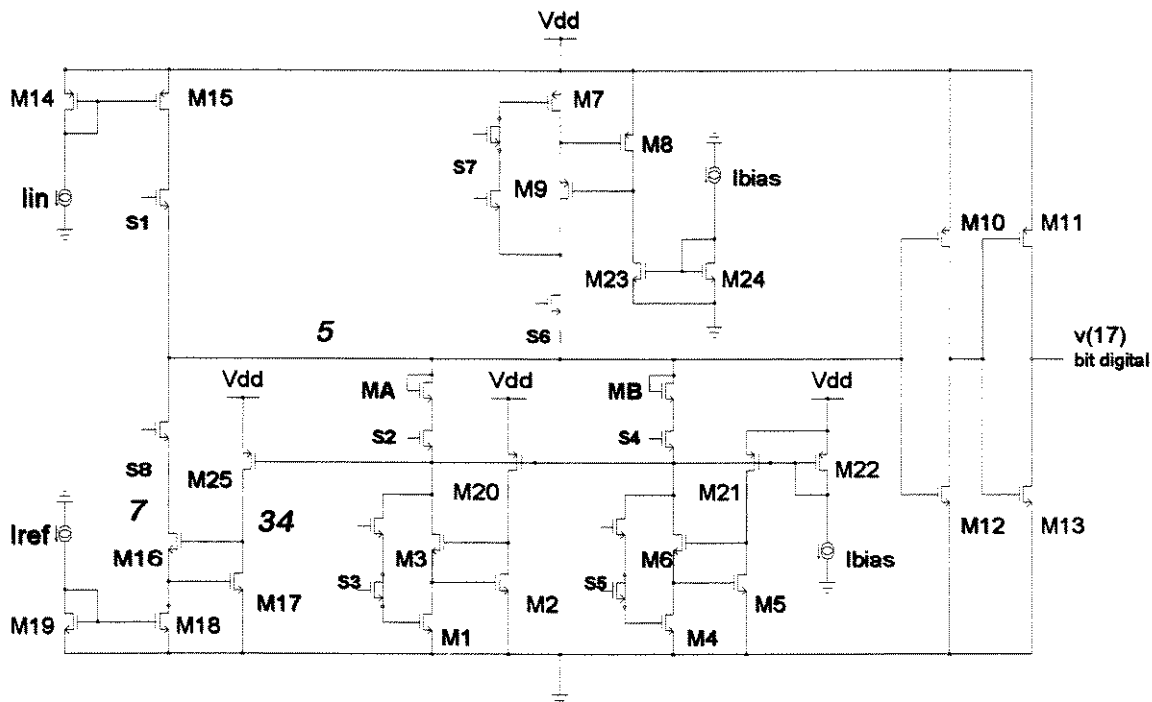 Vdd
M14
M15
M7
M8
S7
M9
Ibias
Iin
S1
M10
M11
M23
M24
S6
5
v(17)
bit digital
Vdd
MA
Vdd
MB
Vdd
S2
S4
S8
M25
M20
M21
M22
7
34
Iref
M16
M3
M6
M12
M13
Ibias
S3
S5
M17
M2
M5
M19
M18
M1
M4